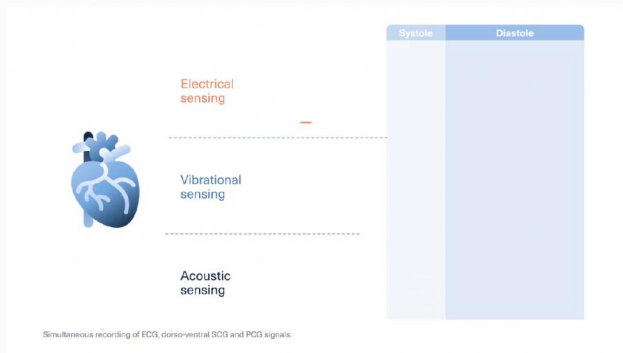 Systole Diastole
Electrical
sensing
Vibrational
sensing
Acoustic
sensing
Simultaneous recording of ECG, dorso-ventral SCG and PCG signals.